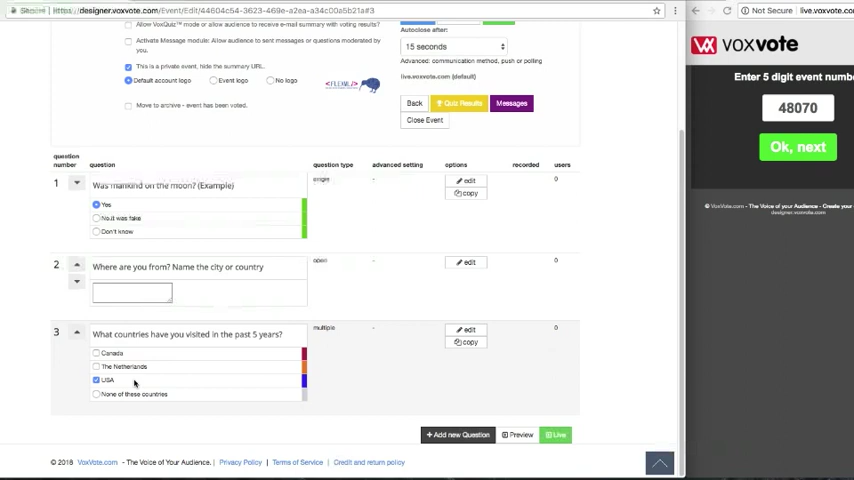 https://designer.voxvote.com/Event/Edit/44604c54-3623-469e-a2ea-a34c00a5b21a#3
Not Secure
live.voxvote.com
Allow VoxQuiz™ mode or allow audience to receive e-mail summary with voting results?
Activate Message module: Allow audience to sent messages or questions moderated by
you.
This is a private event, hide the summary URL.
Default account logo
Event logo
No logo
Move to archive - event has been voted.
Autoclose after:
15 seconds
Advanced: communication method, push or polling
live.voxvote.com (default)
Back
Quiz Results
Messages
Close Event
voxvote
Enter 5 digit event numbe
48070
Ok, next
© VoxVote.com - The Voice of your Audience - Create your
designer.voxvote.com
question number
question
question type
advanced setting
options
recorded
users
1
Was mankind on the moon? (Example)
single
-
edit
copy
0
Yes
No,it was fake
Don't know
2
Where are you from? Name the city or country
open
-
edit
0
3
What countries have you visited in the past 5 years?
multiple
-
edit
copy
0
Canada
The Netherlands
USA
None of these countries
+ Add new Question
Preview
Live
© 2016 VoxVote.com - The Voice of Your Audience. | Privacy Policy | Terms of Service | Credit and return policy